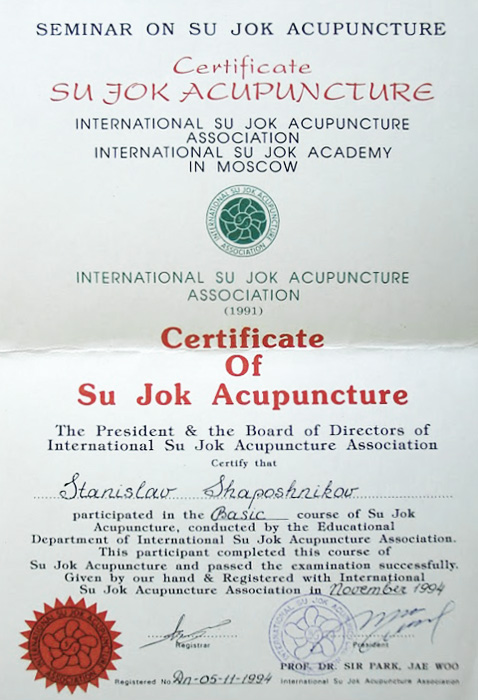 SEMINAR ON SU JOK ACUPUNCTURE
Certificate
SU JOK ACUPUNCTURE
INTERNATIONAL SU JOK ACUPUNCTURE
ASSOCIATION
INTERNATIONAL SU JOK ACADEMY
IN MOSCOW
INTERNATIONAL SU JOK ACUPUNCTURE ASSOCIATION
INTERNATIONAL SU JOK ACUPUNCTURE
ASSOCIATION
(1991)
Certificate
Of
Su Jok Acupuncture
The President & the Board of Directors of
International Su Jok Acupuncture Association
Certify that
Stanislav Shaposhnikov
participated in the Basic course of Su Jok
Acupuncture, conducted by the Educational
Department of International Su Jok Acupuncture Association.
This participant completed this course of
Su Jok Acupuncture and passed the examination successfully.
Given by our hand & Registered with International
Su Jok Acupuncture Association in November 1994
INTERNATIONAL SU JOK ACUPUNCTURE ASSOCIATION
Registrar
President
PROF. DR. SIR PARK, JAE WOO
Registered No. Дп-05-11-1994 International Su Jok Acupuncture Association